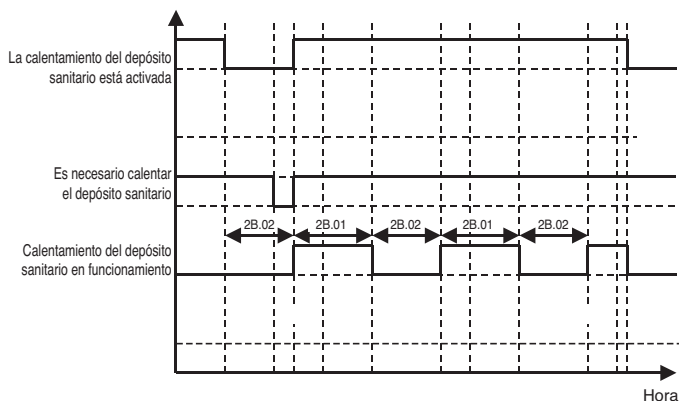 La calentamiento del depósito
sanitario está activada
Es necesario calentar
el depósito sanitario
2B.02 2B.01 2B.02 2B.01 2B.02
Calentamiento del depósito
sanitario en funcionamiento
Hora